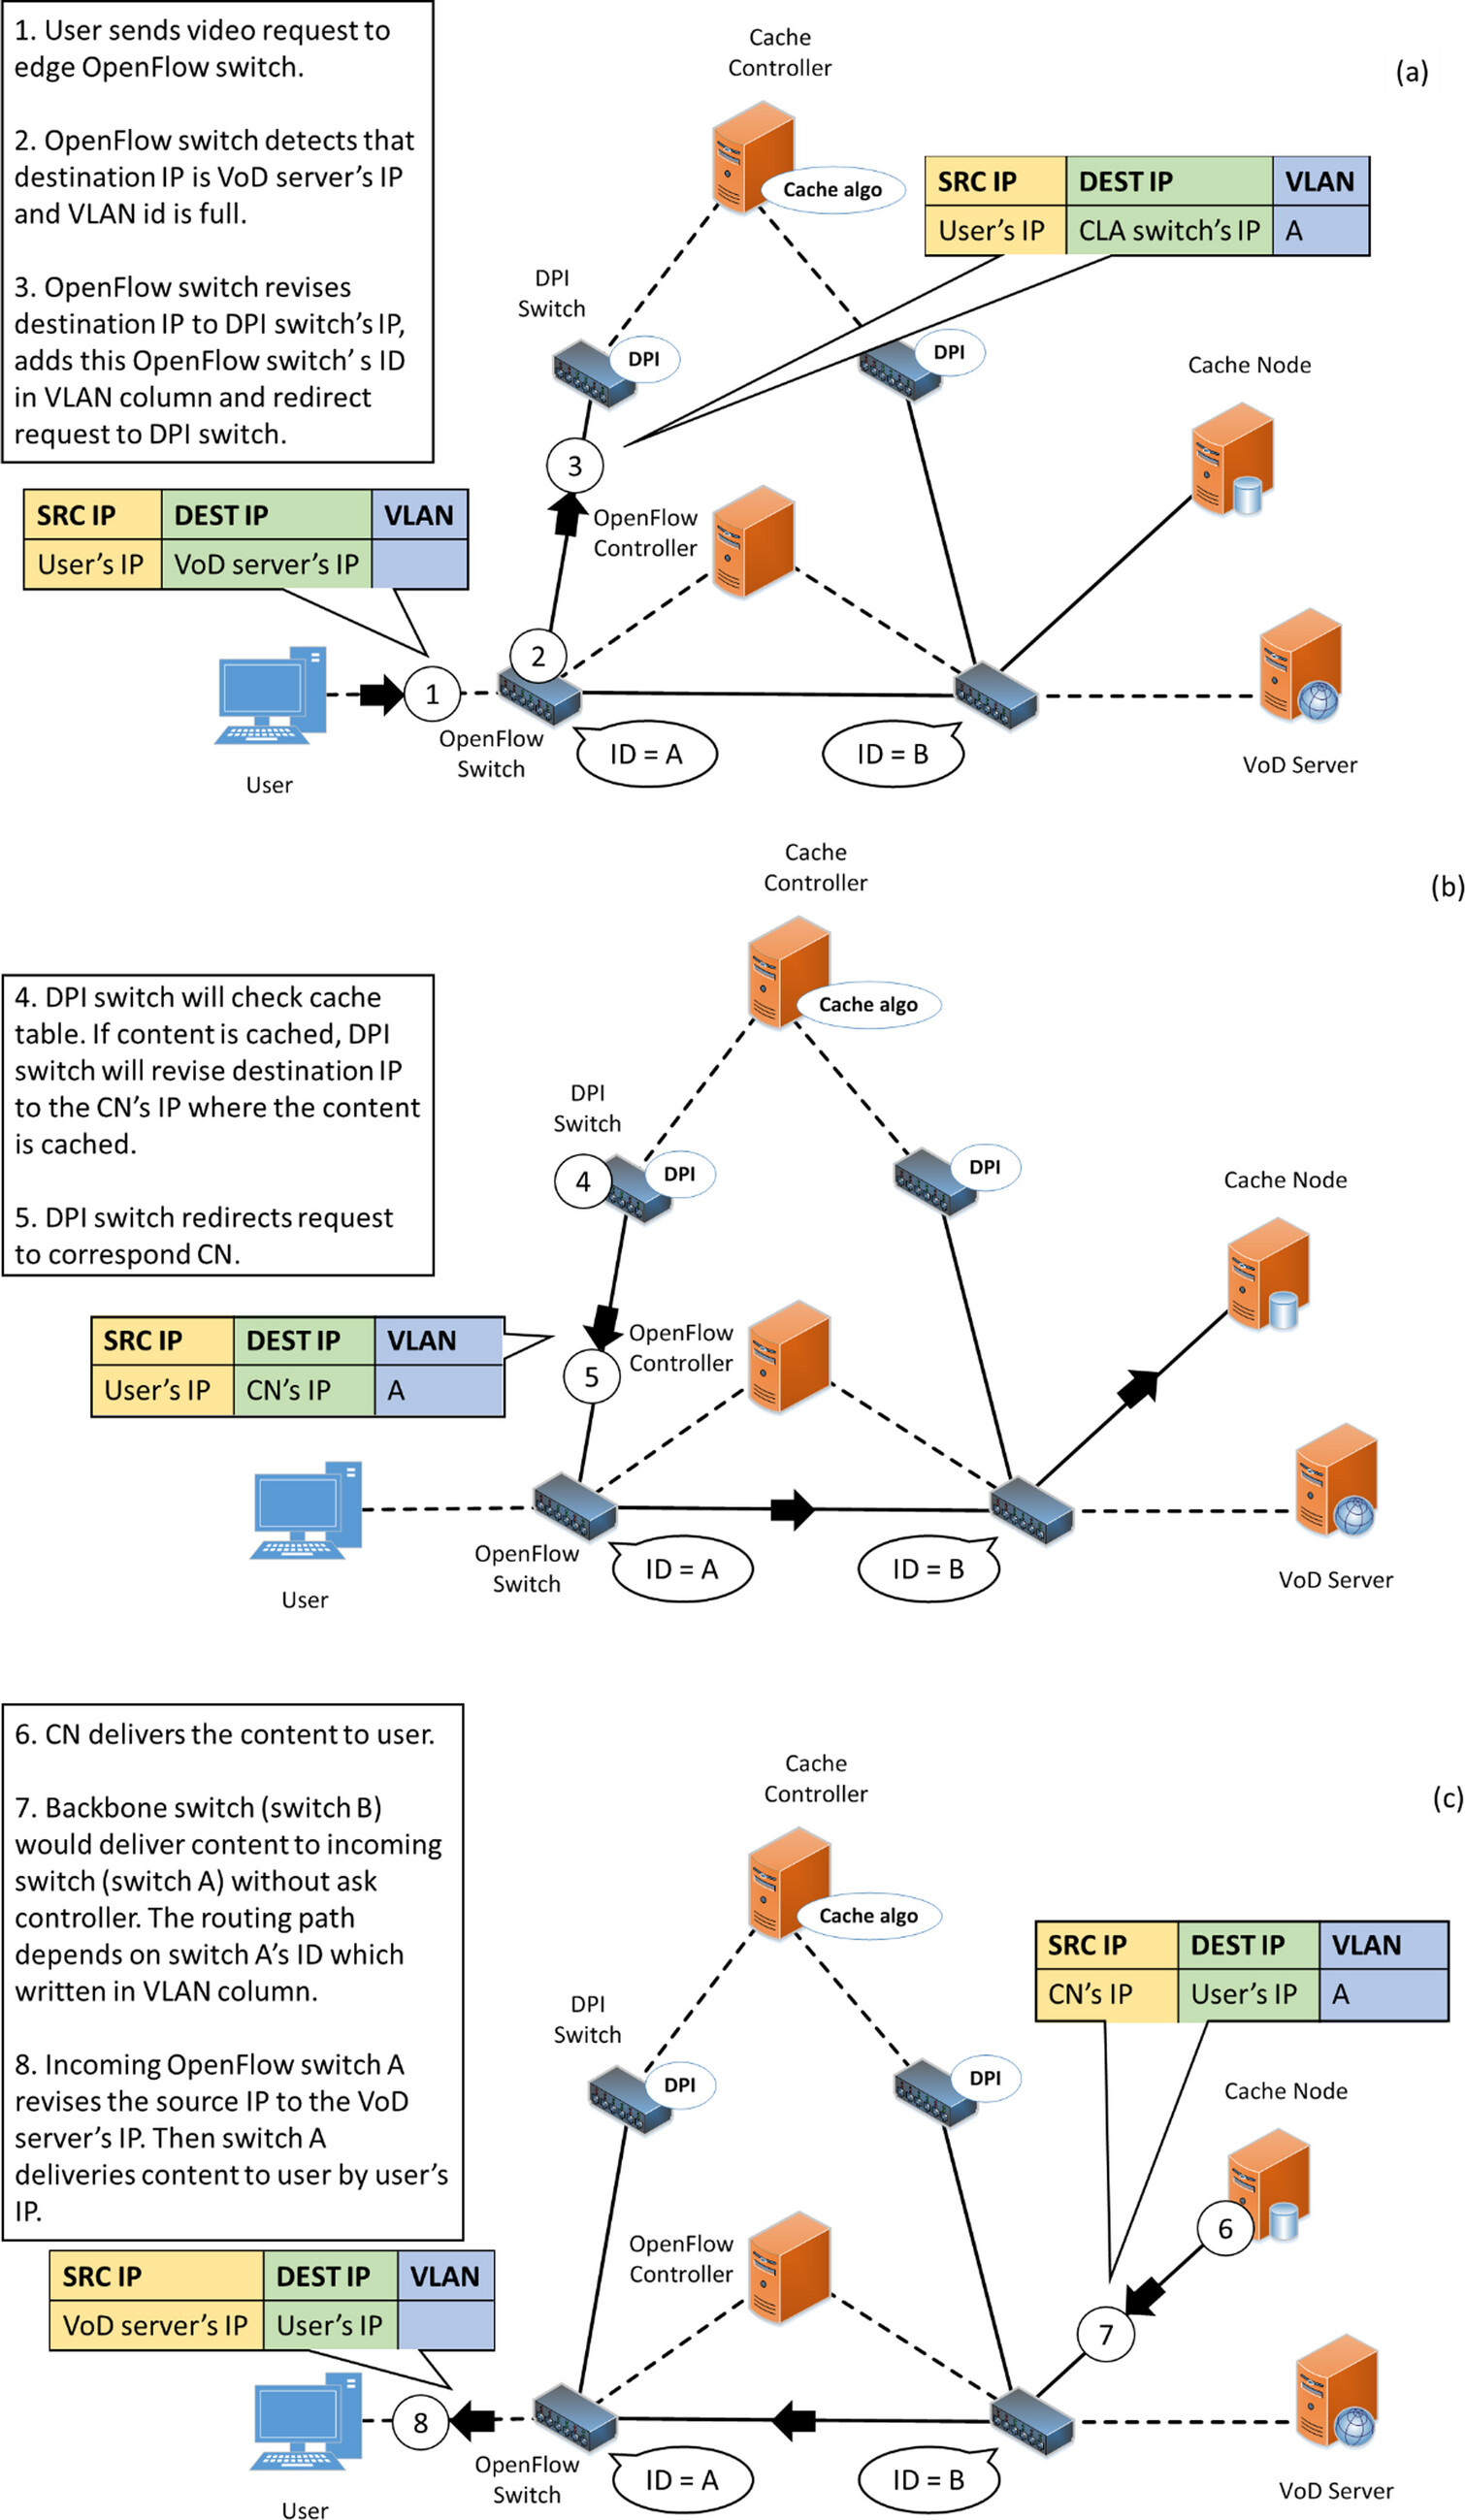 1. User sends video request to
edge OpenFlow switch.
2. OpenFlow switch detects that
destination IP is VoD server’s IP
and VLAN id is full.
3. OpenFlow switch revises
destination IP to DPI switch’s IP,
adds this OpenFlow switch’ s ID
in VLAN column and redirect
request to DPI switch.
Cache
Controller
(a)
Cache algo
SRC IP DEST IP VLAN
User’s IP CLA switch’s IP A
DPI
Switch
DPI
DPI
Cache Node
3
SRC IP DEST IP VLAN
User’s IP VoD server’s IP
OpenFlow
Controller
2
1
OpenFlow
Switch
ID = A
ID = B
User
VoD Server
Cache
Controller
(b)
Cache algo
4. DPI switch will check cache
table. If content is cached, DPI
switch will revise destination IP
to the CN’s IP where the content
is cached.
5. DPI switch redirects request
to correspond CN.
DPI
Switch
4
DPI
DPI
Cache Node
SRC IP DEST IP VLAN
User’s IP CN’s IP A
OpenFlow
Controller
5
OpenFlow
Switch
ID = A
ID = B
User
VoD Server
6. CN delivers the content to user.
7. Backbone switch (switch B)
would deliver content to incoming
switch (switch A) without ask
controller. The routing path
depends on switch A’s ID which
written in VLAN column.
8. Incoming OpenFlow switch A
revises the source IP to the VoD
server’s IP. Then switch A
deliveries content to user by user’s
IP.
Cache
Controller
(c)
Cache algo
SRC IP DEST IP VLAN
CN’s IP User’s IP A
DPI
Switch
DPI
DPI
Cache Node
6
OpenFlow
Controller
7
SRC IP DEST IP VLAN
VoD server’s IP User’s IP
8
OpenFlow
Switch
ID = A
ID = B
User
VoD Server